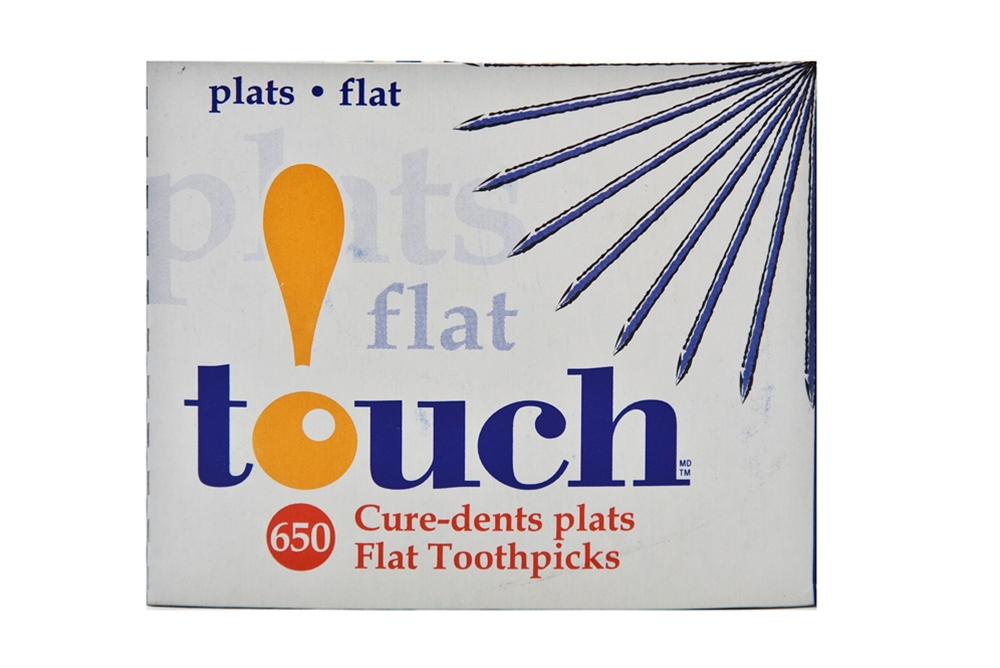 plats • flat
plats
flat
touch
MD
TM
650
Cure-dents plats
Flat Toothpicks